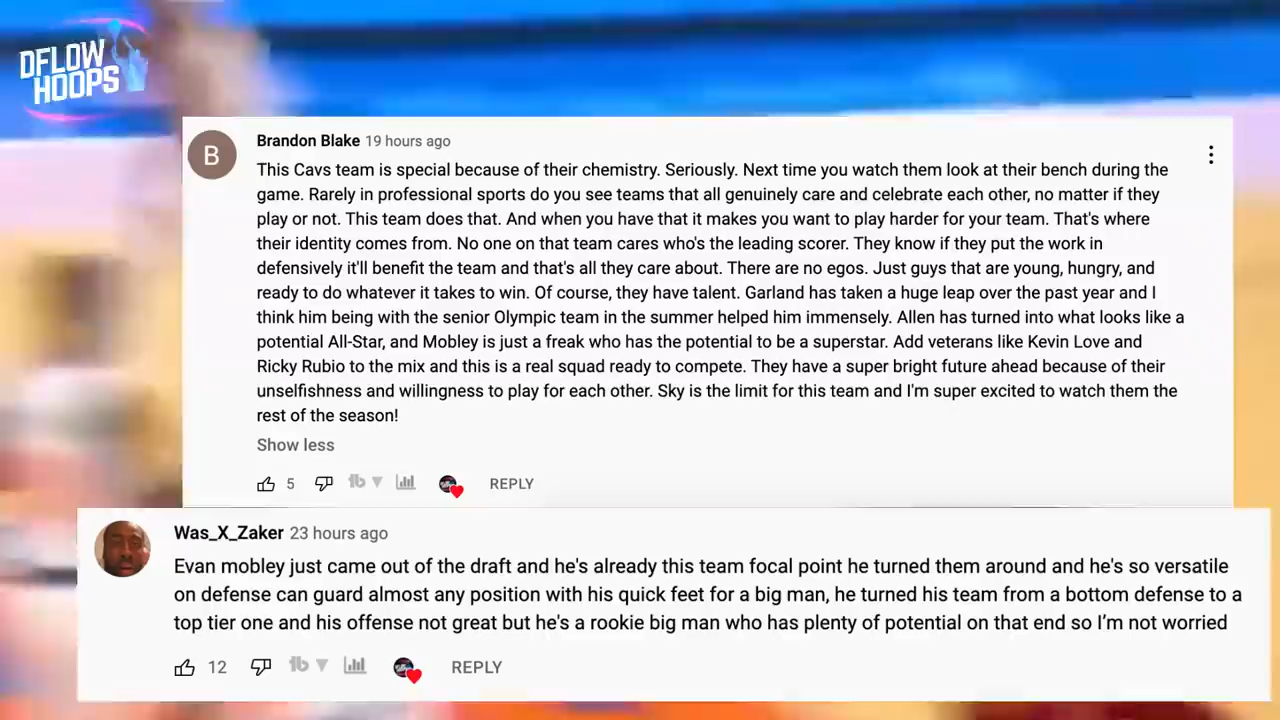 DFLOW
HOOPS
B
Brandon Blake 19 hours ago
This Cavs team is special because of their chemistry. Seriously. Next time you watch them look at their bench during the
game. Rarely in professional sports do you see teams that all genuinely care and celebrate each other, no matter if they
play or not. This team does that. And when you have that it makes you want to play harder for your team. That's where
their identity comes from. No one on that team cares who's the leading scorer. They know if they put the work in
defensively it'll benefit the team and that's all they care about. There are no egos. Just guys that are young, hungry, and
ready to do whatever it takes to win. Of course, they have talent. Garland has taken a huge leap over the past year and I
think him being with the senior Olympic team in the summer helped him immensely. Allen has turned into what looks like a
potential All-Star, and Mobley is just a freak who has the potential to be a superstar. Add veterans like Kevin Love and
Ricky Rubio to the mix and this is a real squad ready to compete. They have a super bright future ahead because of their
unselfishness and willingness to play for each other. Sky is the limit for this team and I'm super excited to watch them the
rest of the season!
Show less
5 tb REPLY
Was_X_Zaker 23 hours ago
Evan mobley just came out of the draft and he's already this team focal point he turned them around and he's so versatile
on defense can guard almost any position with his quick feet for a big man, he turned his team from a bottom defense to a
top tier one and his offense not great but he's a rookie big man who has plenty of potential on that end so I'm not worried
12 tb REPLY